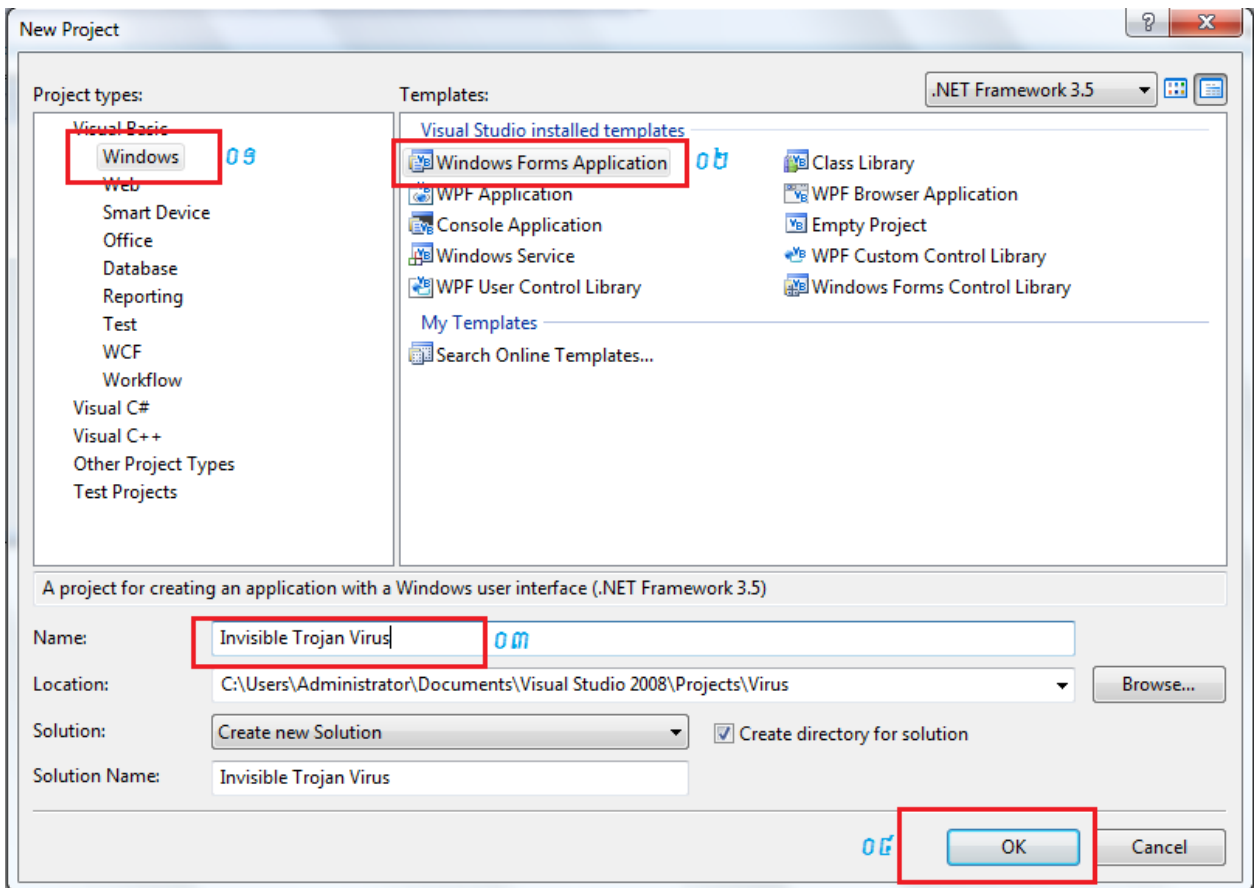 New Project
Project types:
Templates:
.NET Framework 3.5
Visual Basic
Windows ០១
Web
Smart Device
Office
Database
Reporting
Test
WCF
Workflow
Visual C#
Visual C++
Other Project Types
Test Projects
Visual Studio installed templates
Windows Forms Application ០២
WPF Application
Console Application
Windows Service
WPF User Control Library
Class Library
WPF Browser Application
Empty Project
WPF Custom Control Library
Windows Forms Control Library
My Templates
Search Online Templates...
A project for creating an application with a Windows user interface (.NET Framework 3.5)
Name: Invisible Trojan Virus ០៣
Location: C:\Users\Administrator\Documents\Visual Studio 2008\Projects\Virus Browse...
Solution: Create new Solution Create directory for solution
Solution Name: Invisible Trojan Virus
០៤ OK Cancel